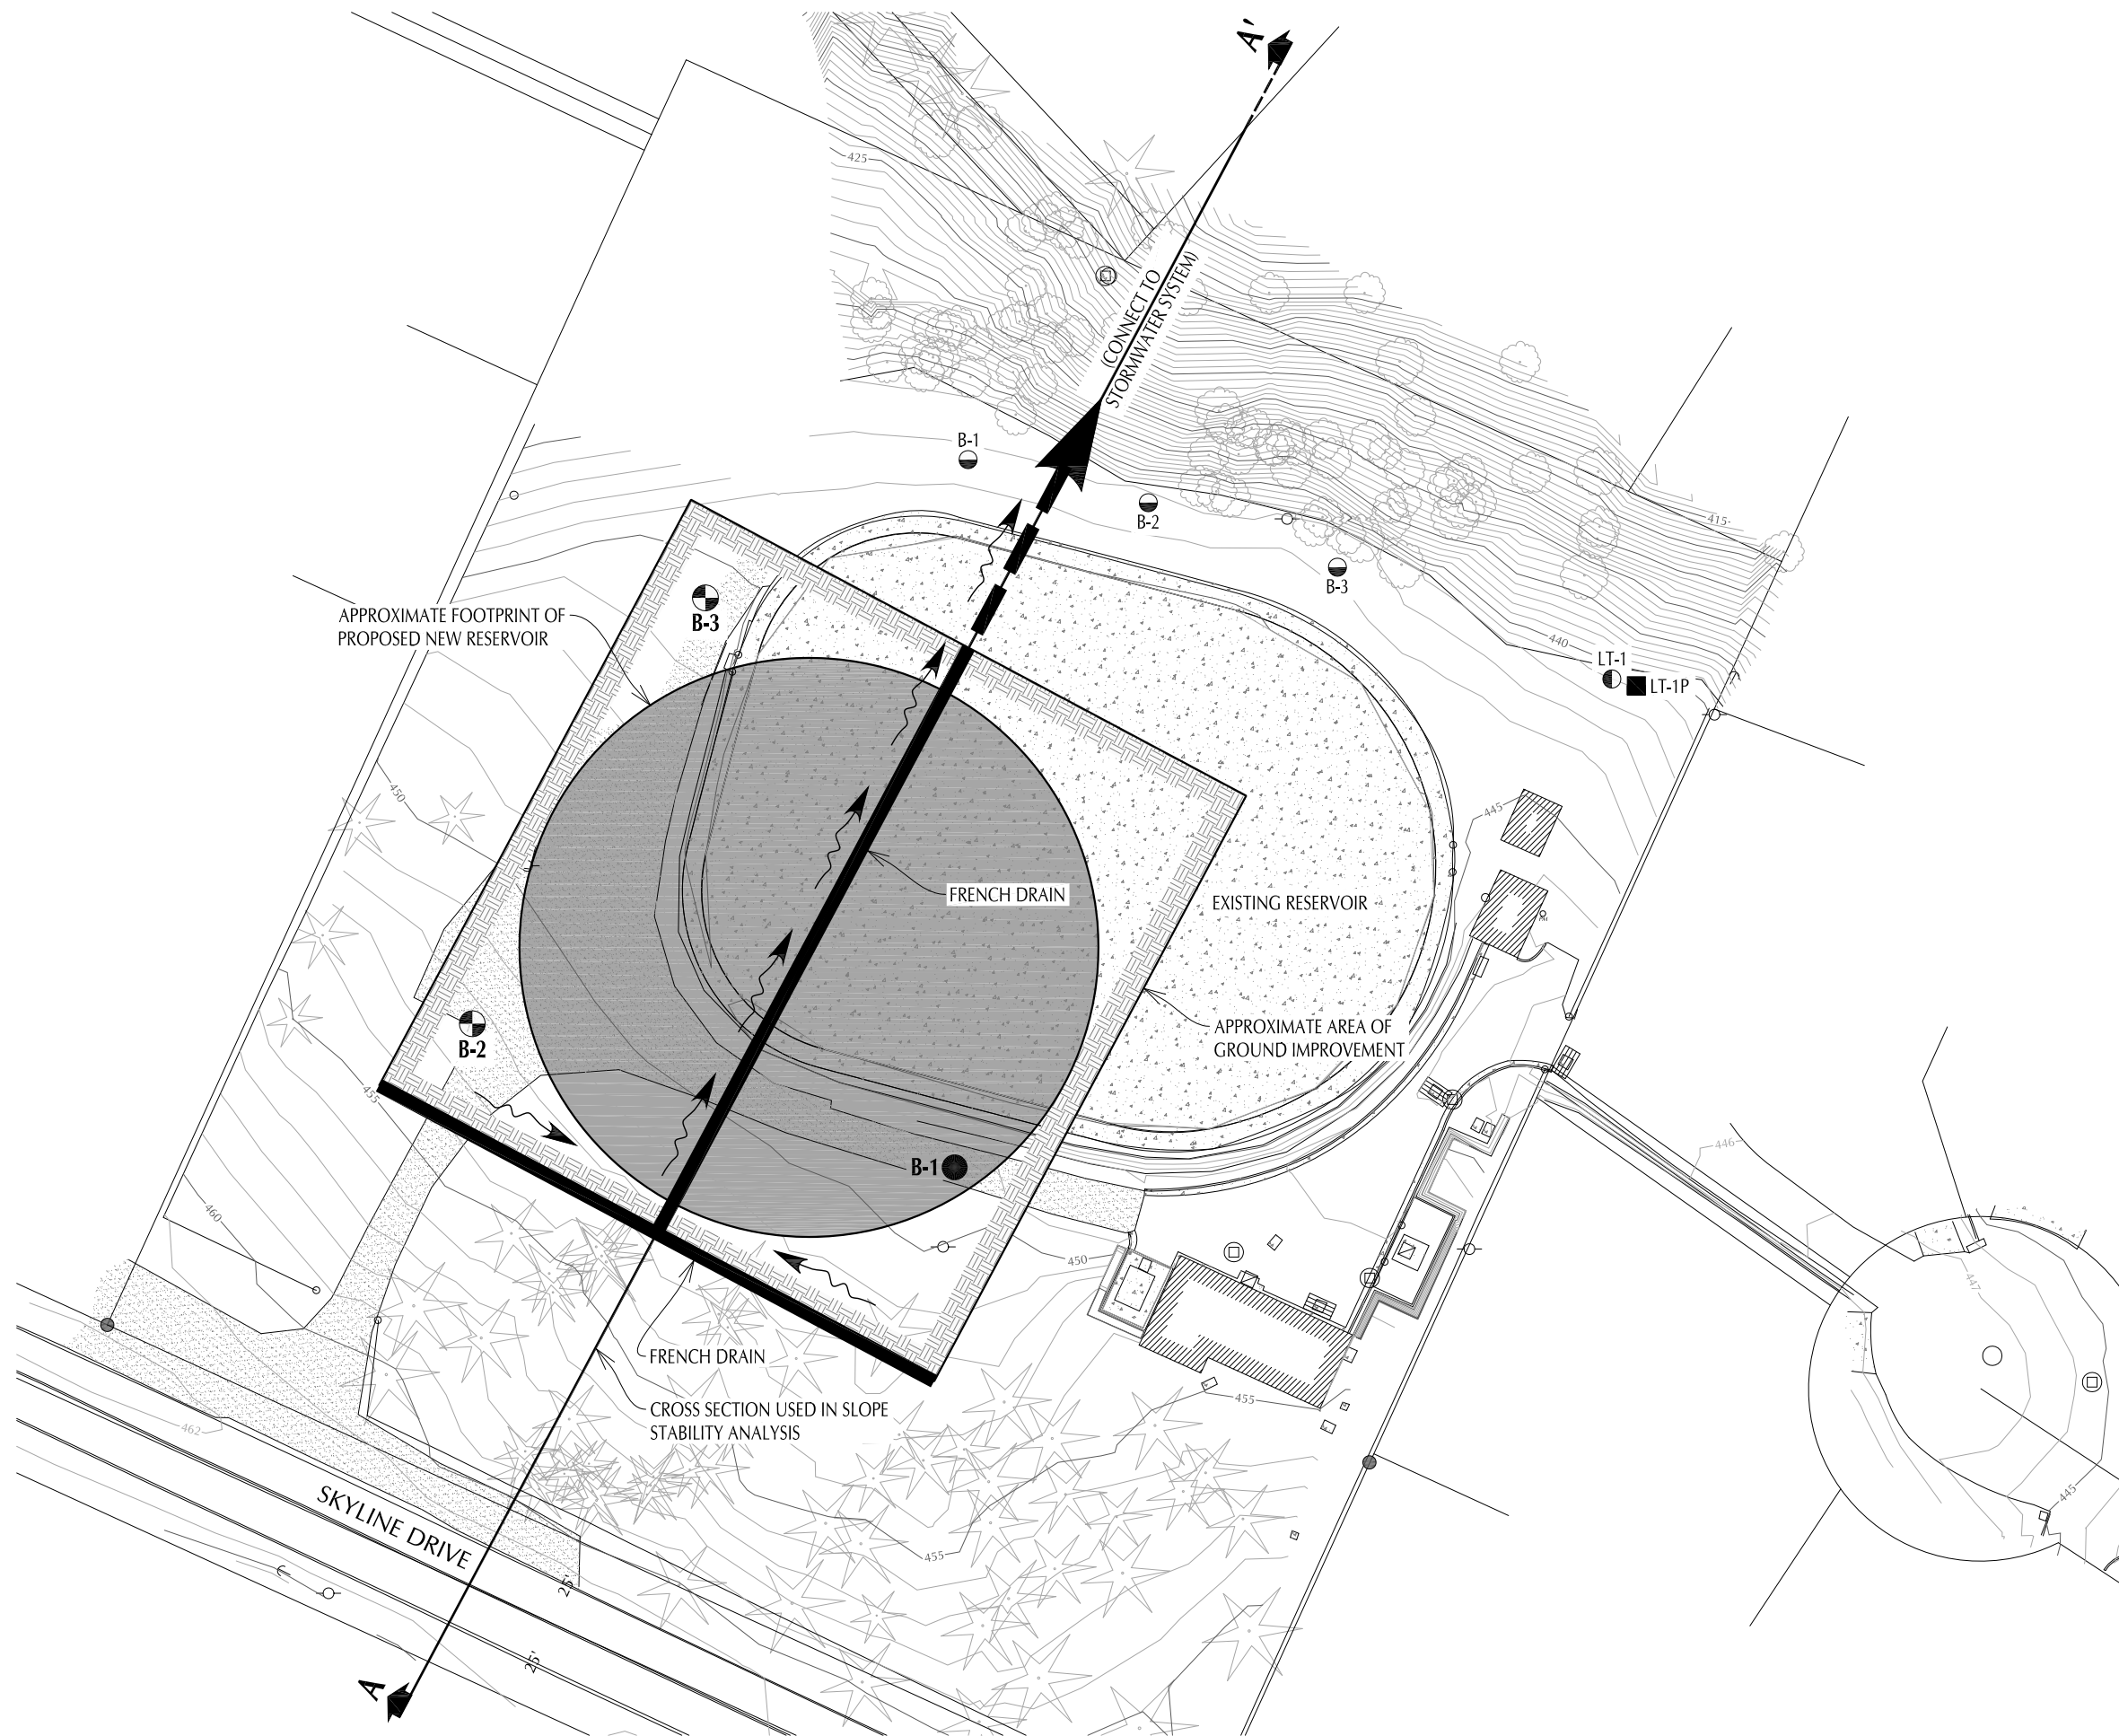 A'
425
(CONNECT TO
STORMWATER SYSTEM)
B-1
B-2
415
B-3
B-3
APPROXIMATE FOOTPRINT OF
PROPOSED NEW RESERVOIR
440
LT-1
LT-1P
450
445
FRENCH DRAIN
EXISTING RESERVOIR
B-2
APPROXIMATE AREA OF
GROUND IMPROVEMENT
455
446
B-1
460
450
447
FRENCH DRAIN
455
CROSS SECTION USED IN SLOPE
STABILITY ANALYSIS
462
445
SKYLINE DRIVE
455
25'
25'
A